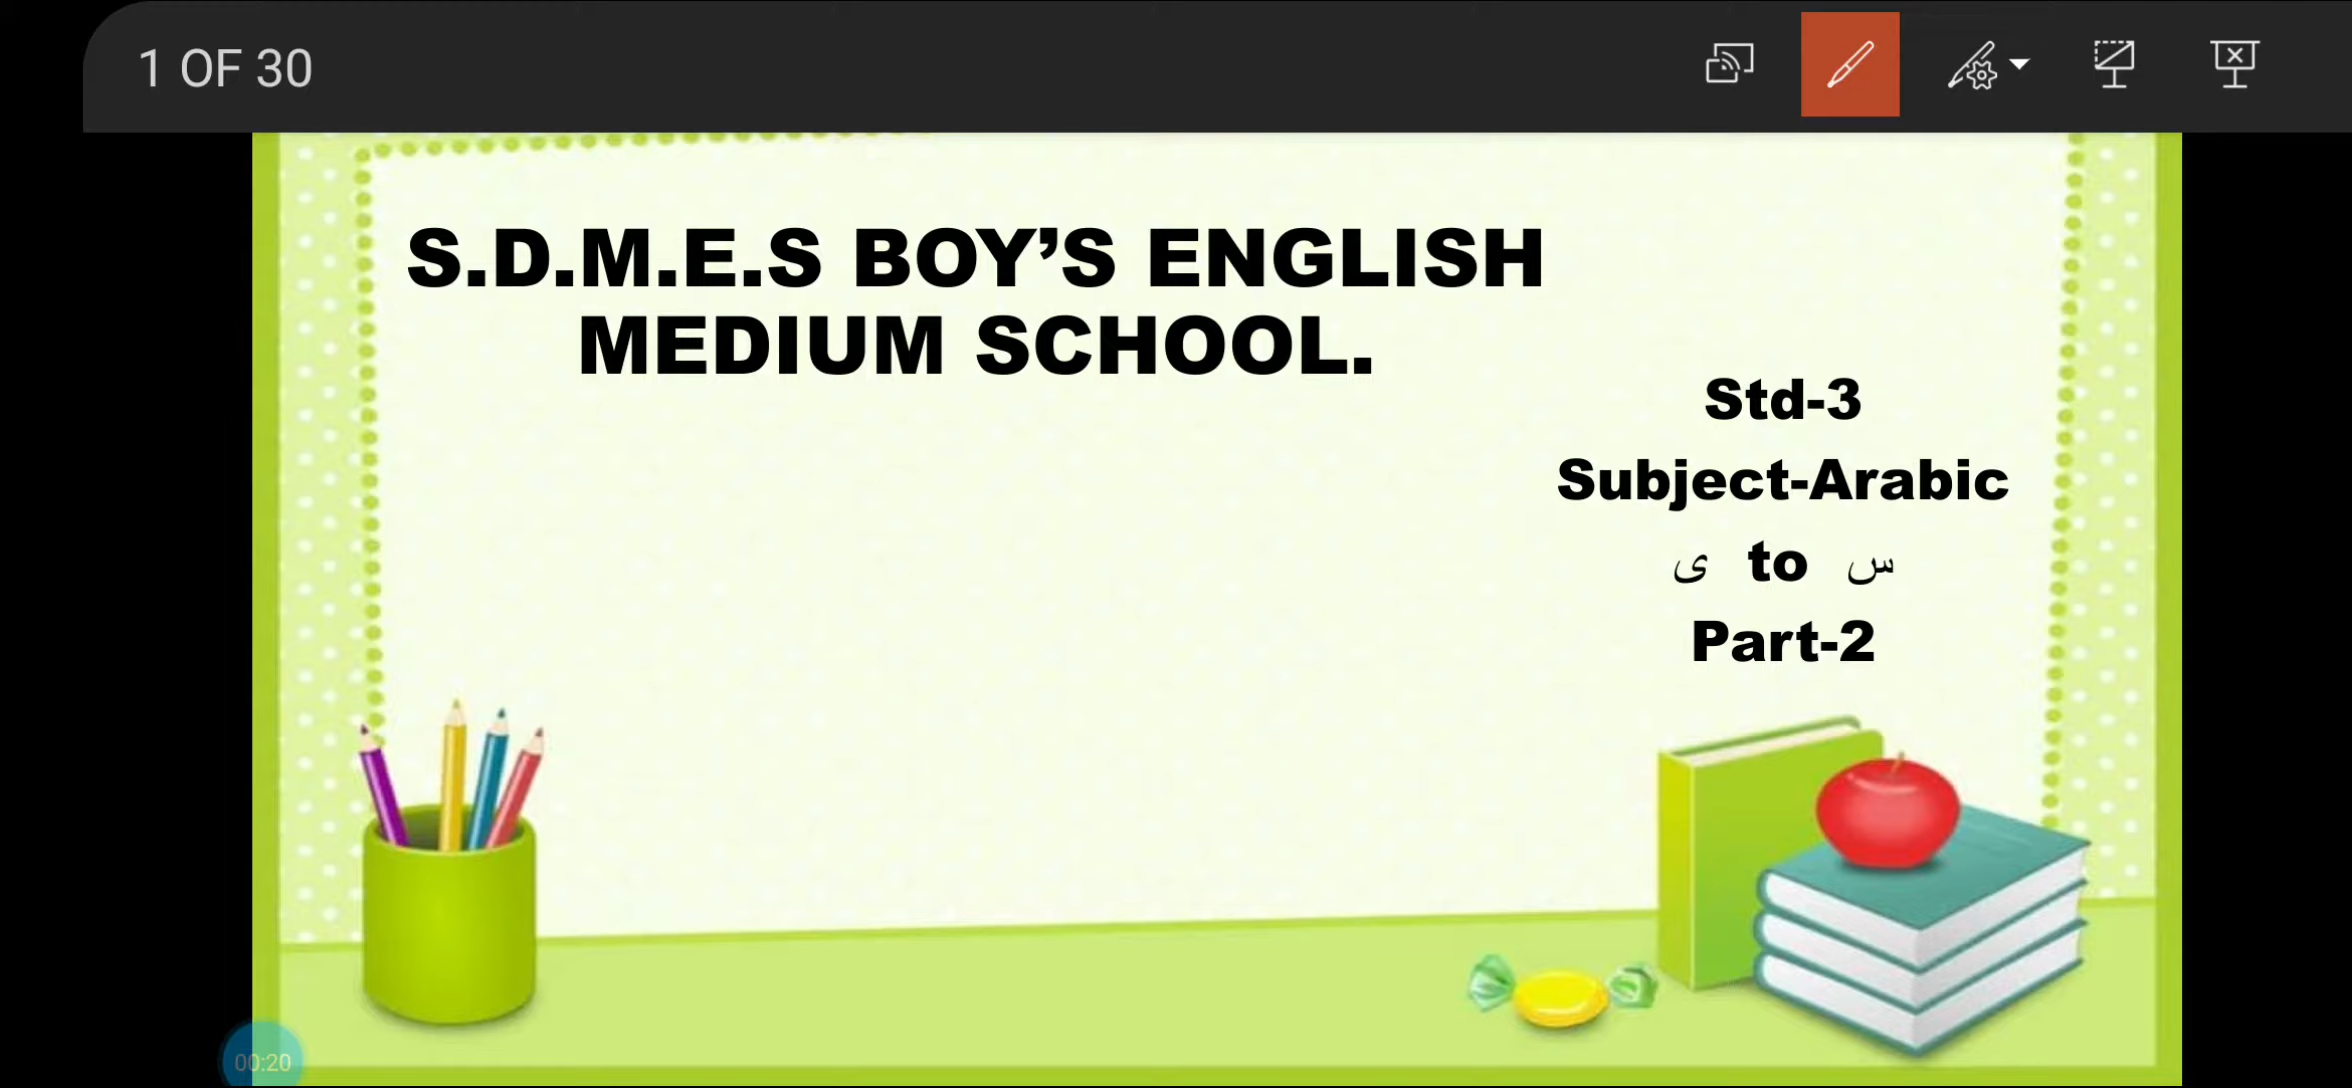 1 OF 30
S.D.M.E.S BOY’S ENGLISH
MEDIUM SCHOOL.
Std-3
Subject-Arabic
ى to س
Part-2
00:20